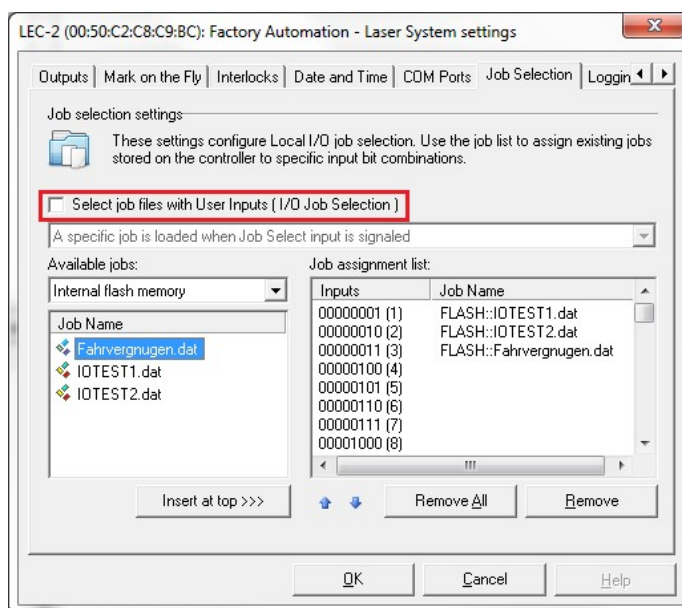 LEC-2 (00:50:C2:C8:C9:BC): Factory Automation - Laser System settings
Outputs Mark on the Fly Interlocks Date and Time COM Ports Job Selection Loggin
Job selection settings
These settings configure Local I/O job selection. Use the job list to assign existing jobs
stored on the controller to specific input bit combinations.
Select job files with User Inputs ( I/O Job Selection )
A specific job is loaded when Job Select input is signaled
Available jobs:
Internal flash memory
Job Name
Fahrvergnugen.dat
IOTEST1.dat
IOTEST2.dat
Insert at top >>>
Job assignment list:
Inputs Job Name
00000001 (1) FLASH::IOTEST1.dat
00000010 (2) FLASH::IOTEST2.dat
00000011 (3) FLASH::Fahrvergnugen.dat
00000100 (4)
00000101 (5)
00000110 (6)
00000111 (7)
00001000 (8)
Remove All Remove
OK Cancel Help